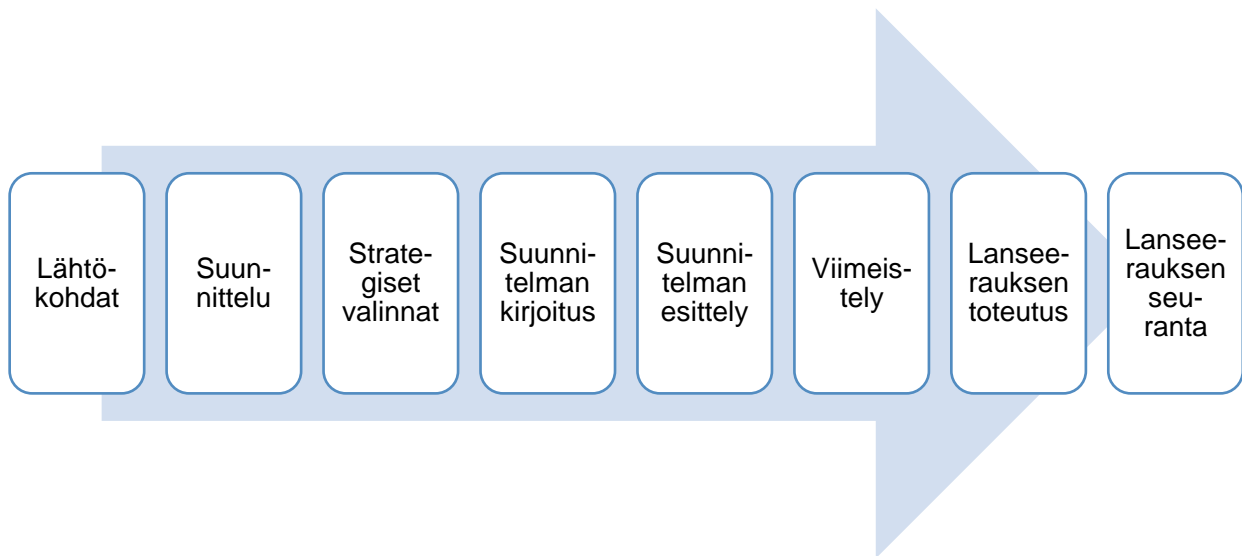 Lähtö-
kohdat
Suun-
nittelu
Strate-
giset
valinnat
Suunni-
telman
kirjoitus
Suunni-
telman
esittely
Viimeis-
tely
Lansee-
rauksen
toteutus
Lansee-
rauksen
seu-
ranta